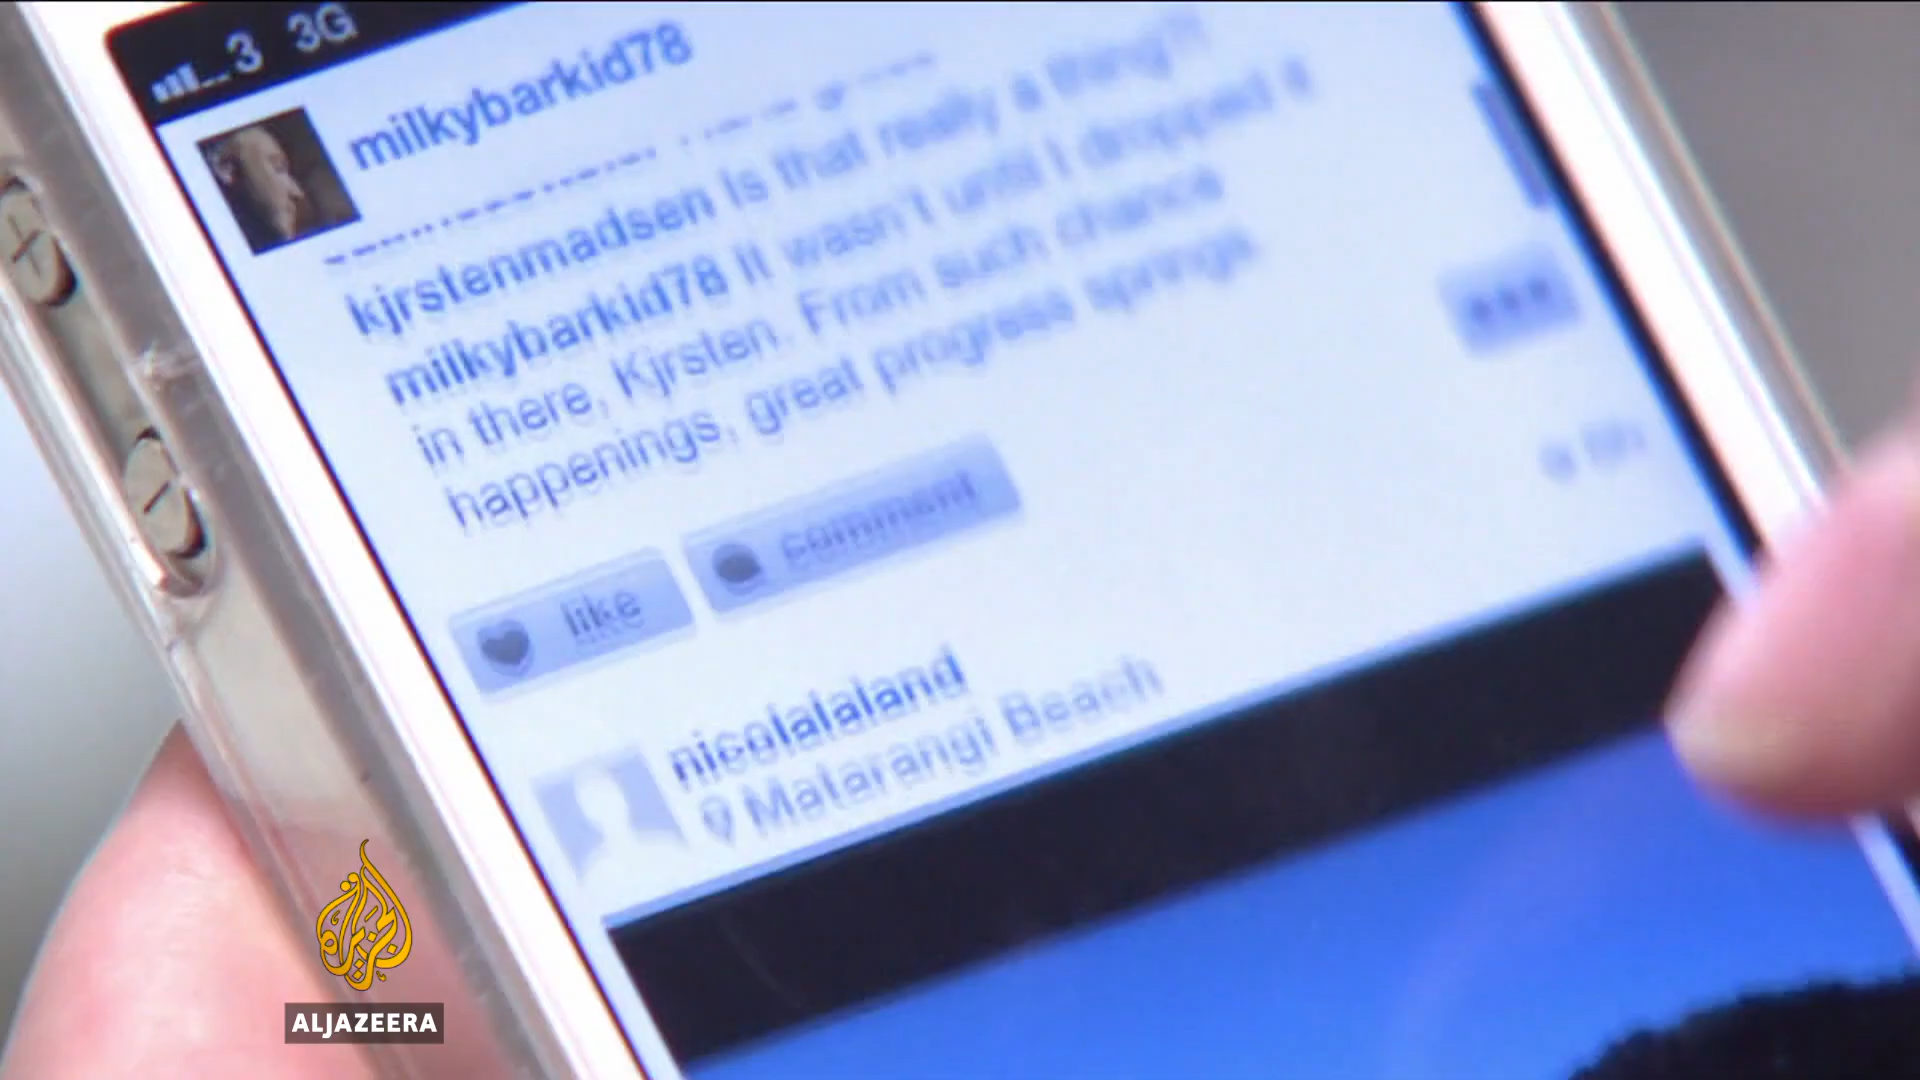 3 3G
milkybarkid78
kjrstenmadsen Is that really a thing?!
milkybarkid78 It wasn't until I dropped it
in there, Kjrsten. From such chance
happenings, great progress springs.
like
comment
nicolalaland
Matarangi Beach
الجزيرة
ALJAZEERA